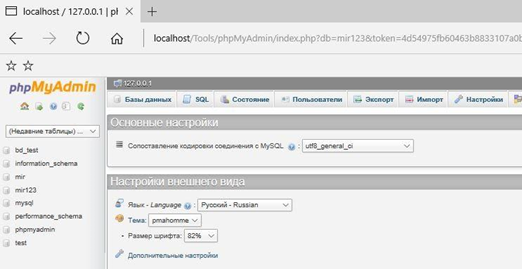 localhost / 127.0.0.1 | p
localhost/Tools/phpMyAdmin/index.php?db=mir123&token=4d54975fb60463b8833107a0b
phpMyAdmin
127.0.0.1
Базы данных SQL Состояние Пользователи Экспорт Импорт Настройки
(Недавние таблицы) ...
bd_test
information_schema
mir
mir123
mysql
performance_schema
phpmyadmin
test
Основные настройки
Сопоставление кодировки соединения с MySQL : utf8_general_ci
Настройки внешнего вида
Язык - Language : Русский - Russian
Тема: pmahomme
Размер шрифта: 82%
Дополнительные настройки